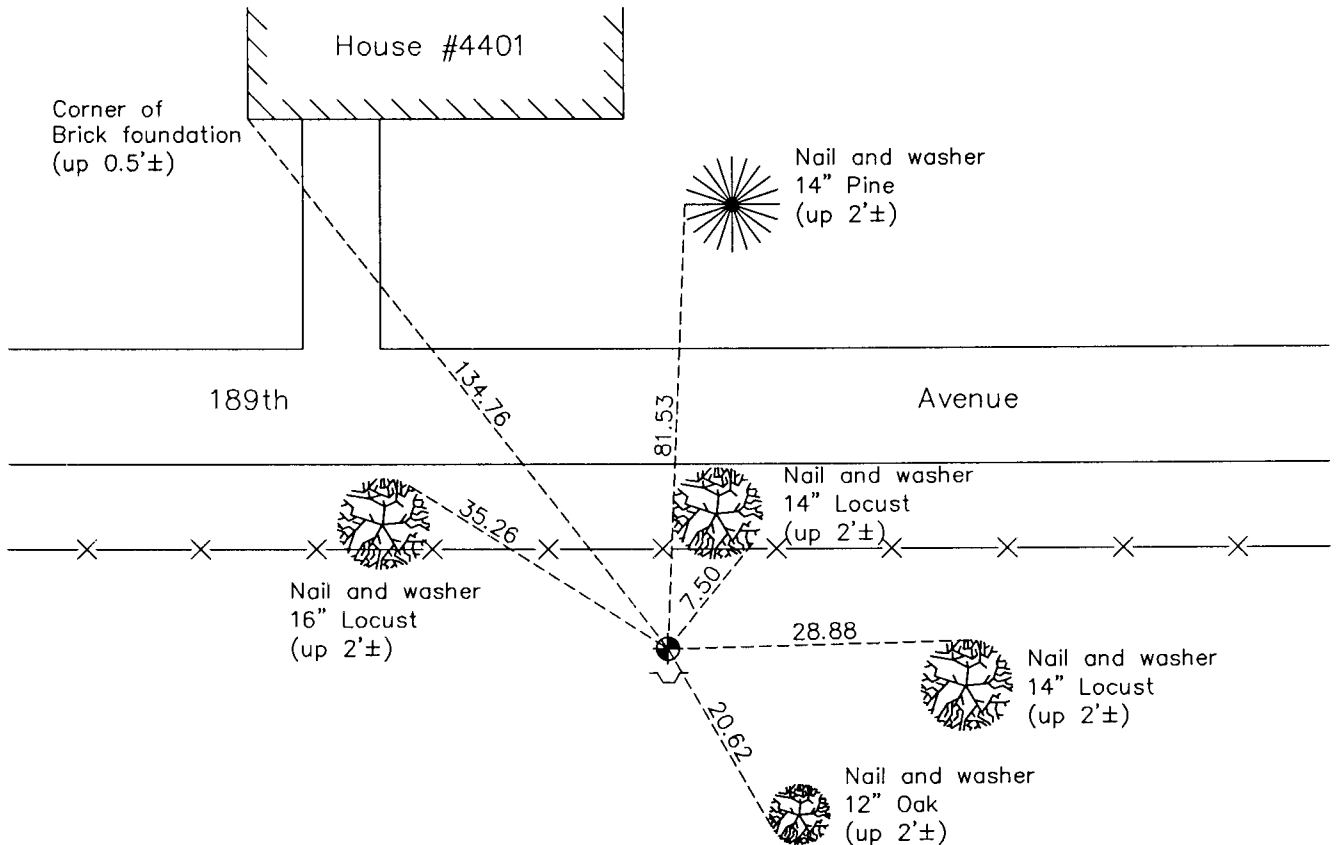 House #4401
Corner of
Brick foundation
(up 0.5'±)
Nail and washer
14" Pine
(up 2'±)
134.76
81.53
189th
Avenue
35.26
Nail and washer
14" Locust
(up 2'±)
7.50
Nail and washer
16" Locust
(up 2'±)
28.88
Nail and washer
14" Locust
(up 2'±)
20.62
Nail and washer
12" Oak
(up 2'±)